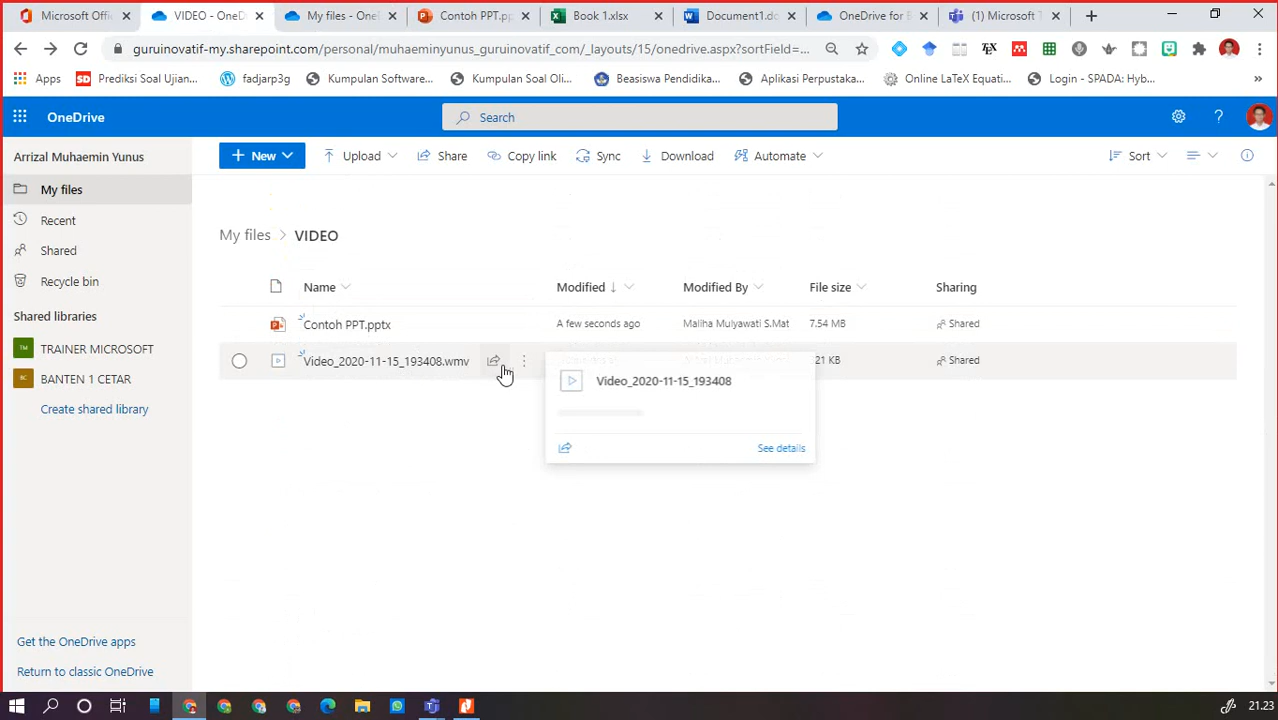 Microsoft Offi
VIDEO - OneD
My files - One
Contoh PPT.pp
Book 1.xlsx
Document1.do
OneDrive for B
(1) Microsoft T
guruinovatif-my.sharepoint.com/personal/muhaeminyunus_guruinovatif_com/_layouts/15/onedrive.aspx?sortField=...
Apps
Prediksi Soal Ujian...
fadjarp3g
Kumpulan Software...
Kumpulan Soal Oli...
Beasiswa Pendidika...
Aplikasi Perpustaka...
Online LaTeX Equati...
Login - SPADA: Hyb...
OneDrive
Search
Arrizal Muhaemin Yunus
New
Upload
Share
Copy link
Sync
Download
Automate
Sort
My files
Recent
Shared
Recycle bin
Shared libraries
TM TRAINER MICROSOFT
BC BANTEN 1 CETAR
Create shared library
My files > VIDEO
Name
Modified
Modified By
File size
Sharing
Contoh PPT.pptx
A few seconds ago
Maliha Mulyawati S.Mat
7.54 MB
Shared
Video_2020-11-15_193408.wmv
21 KB
Shared
Video_2020-11-15_193408
See details
Get the OneDrive apps
Return to classic OneDrive
21.23